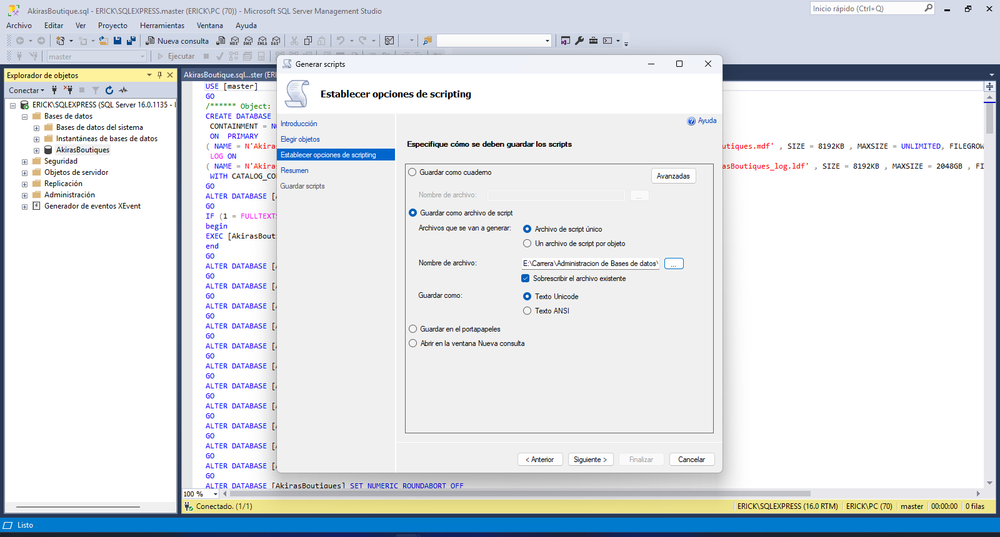 AkirasBoutique.sql - ERICK\SQLEXPRESS.master (ERICK\PC (70)) - Microsoft SQL Server Management Studio
Inicio rápido (Ctrl+Q)
Archivo Editar Ver Proyecto Herramientas Ventana Ayuda
Nueva consulta MDX DMX XMLA DAX
master Ejecutar
Explorador de objetos
Conectar
ERICK\SQLEXPRESS (SQL Server 16.0.1135 - I
Bases de datos
Bases de datos del sistema
Instantáneas de bases de datos
AkirasBoutiques
Seguridad
Objetos de servidor
Replicación
Administración
Generador de eventos XEvent
AkirasBoutique.sql...ster (ERI
USE [master]
GO
/****** Object:
CREATE DATABASE
CONTAINMENT = NO
ON PRIMARY
( NAME = N'Akiras
LOG ON
( NAME = N'Akiras
WITH CATALOG_COL
GO
ALTER DATABASE [A
GO
IF (1 = FULLTEXTS
begin
EXEC [AkirasBout
end
GO
ALTER DATABASE [A
GO
ALTER DATABASE [A
GO
ALTER DATABASE [A
GO
ALTER DATABASE [A
GO
ALTER DATABASE [A
GO
ALTER DATABASE [A
GO
ALTER DATABASE [A
GO
ALTER DATABASE [A
GO
ALTER DATABASE [A
GO
ALTER DATABASE [A
GO
ALTER DATABASE [A
GO
ALTER DATABASE [AkirasBoutiques] SET NUMERIC_ROUNDABORT OFF
utiques.mdf' , SIZE = 8192KB , MAXSIZE = UNLIMITED, FILEGROW
asBoutiques_log.ldf' , SIZE = 8192KB , MAXSIZE = 2048GB , FI
Generar scripts
Establecer opciones de scripting
Introducción
Elegir objetos
Establecer opciones de scripting
Resumen
Guardar scripts
Ayuda
Especifique cómo se deben guardar los scripts
Guardar como cuaderno
Avanzadas
Nombre de archivo: ...
Guardar como archivo de script
Archivos que se van a generar: Archivo de script único
Un archivo de script por objeto
Nombre de archivo: E:\Carrera\Administracion de Bases de datos\ ...
Sobrescribir el archivo existente
Guardar como: Texto Unicode
Texto ANSI
Guardar en el portapapeles
Abrir en la ventana Nueva consulta
< Anterior Siguiente > Finalizar Cancelar
100 %
Conectado. (1/1)
ERICK\SQLEXPRESS (16.0 RTM) ERICK\PC (70) master 00:00:00 0 filas
Listo